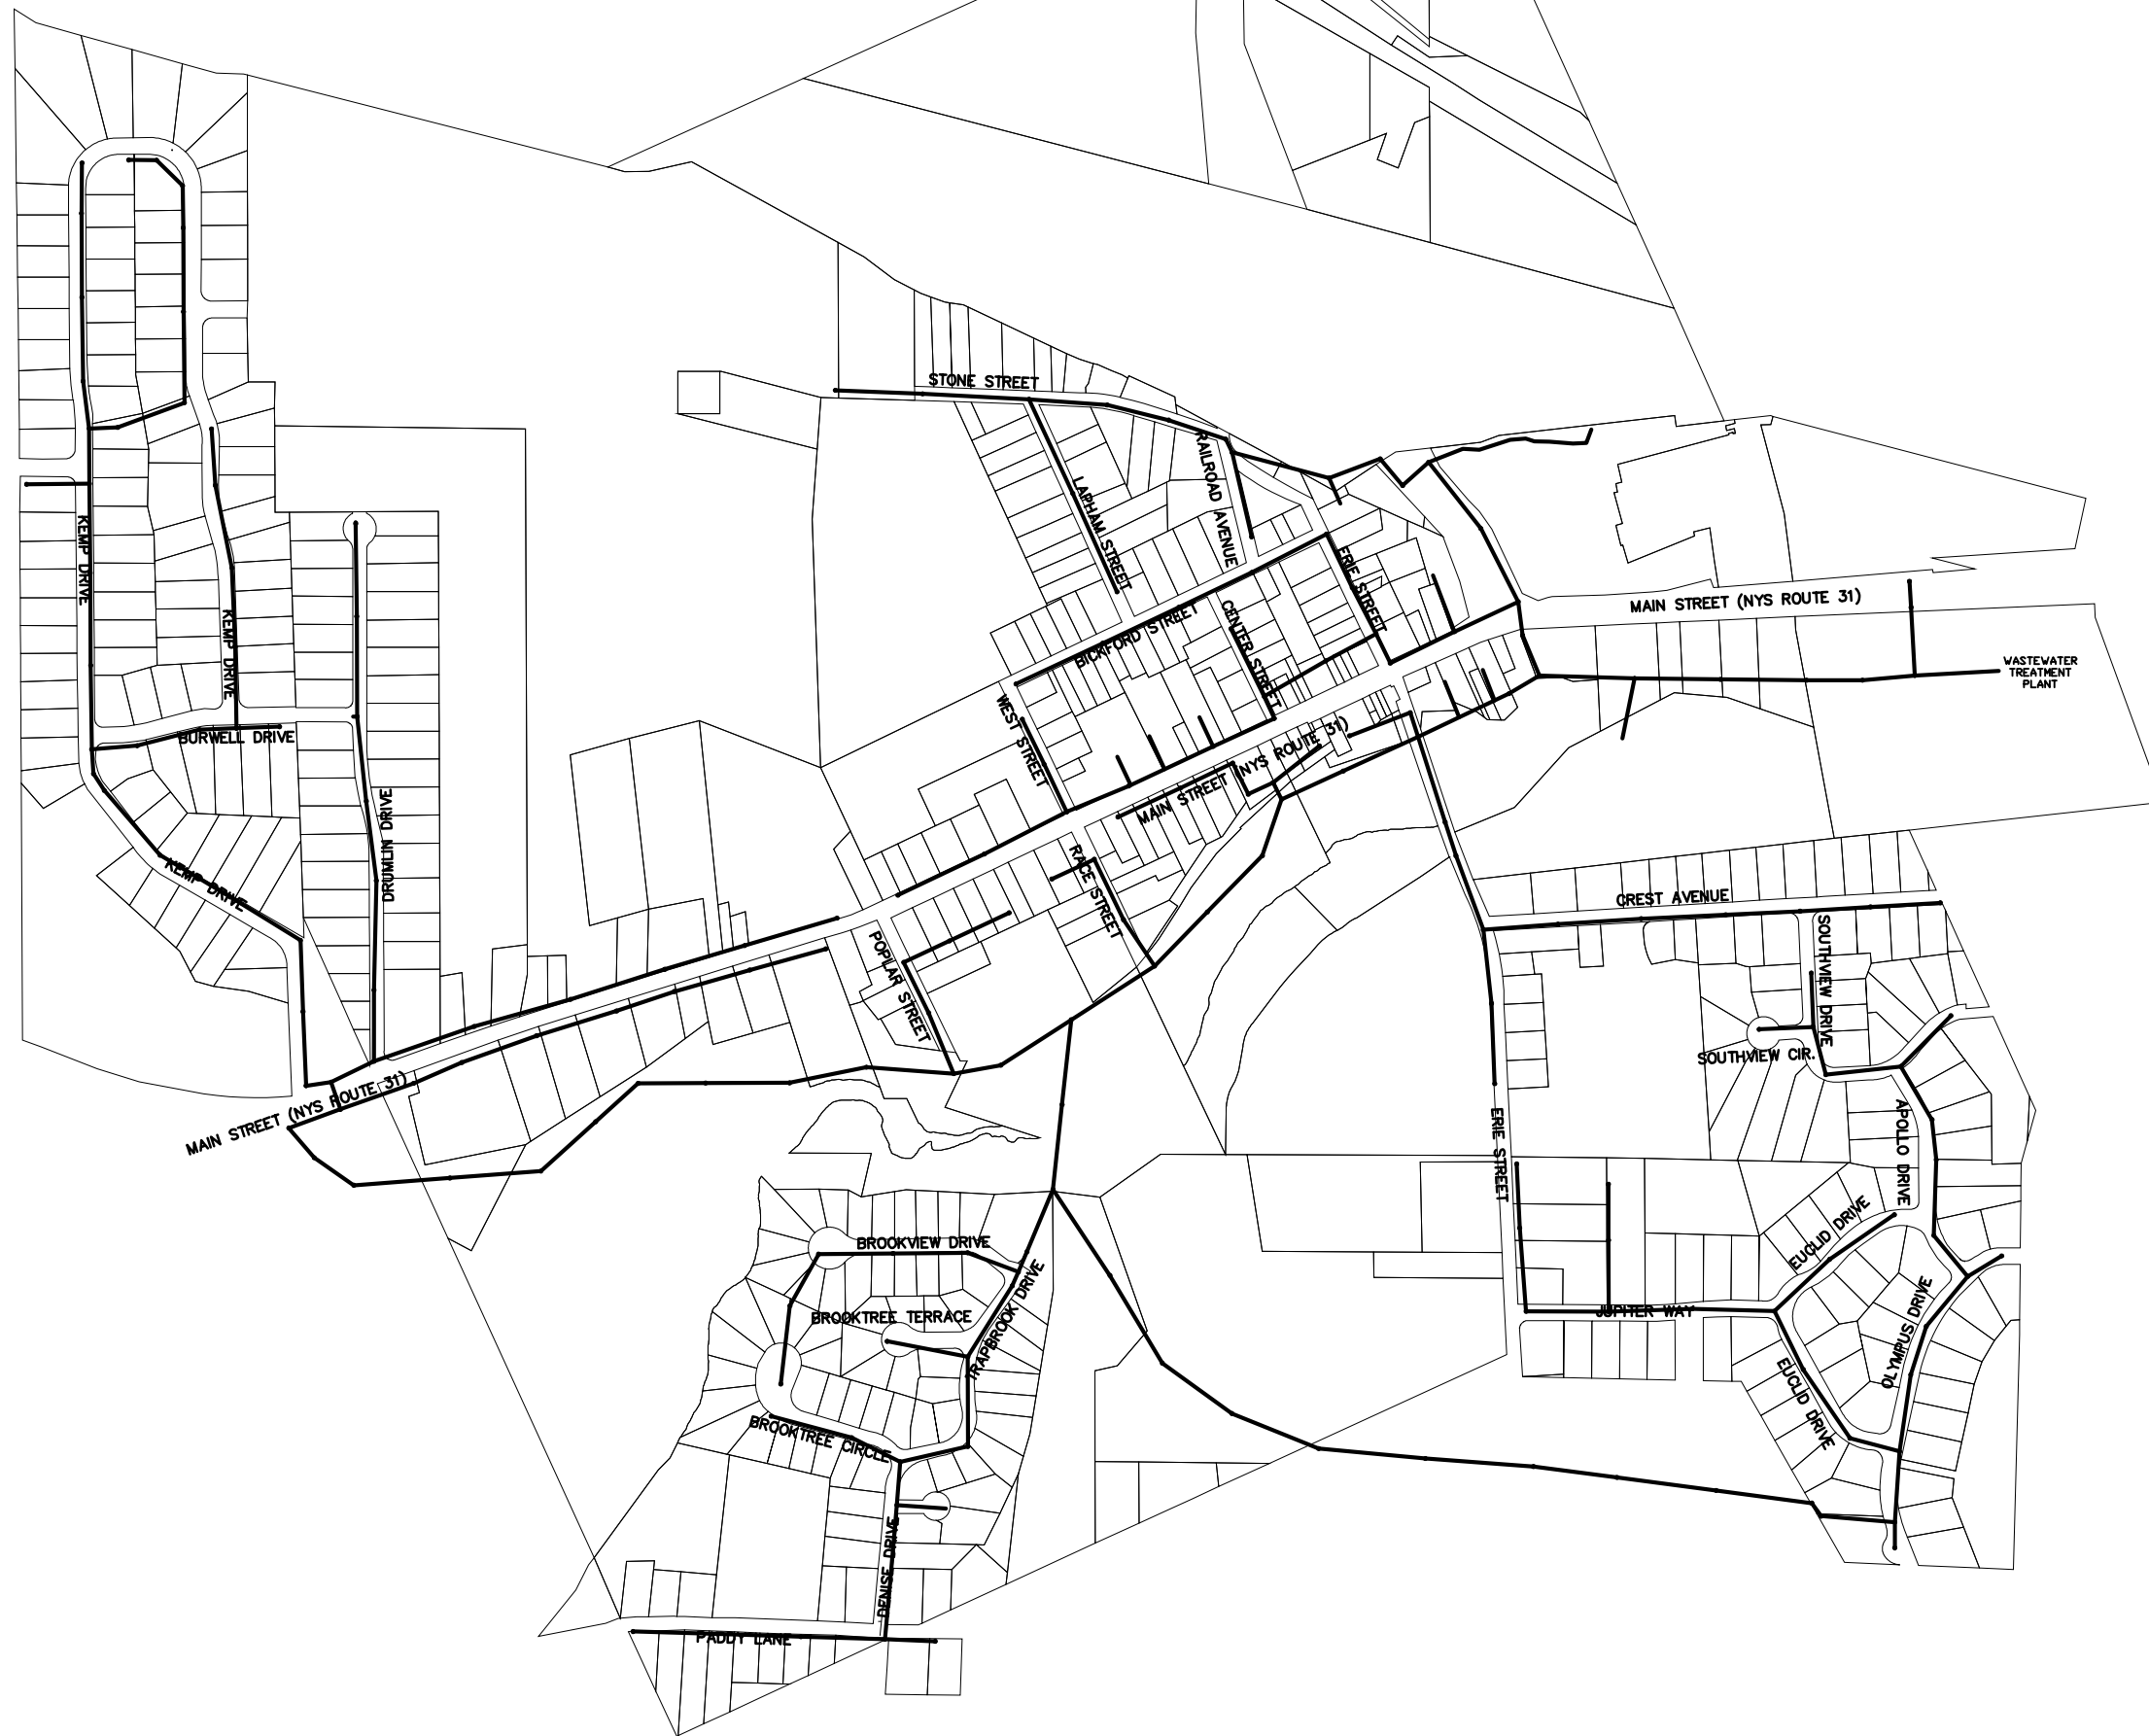 STONE STREET
RAILROAD AVENUE
LAPHAM STREET
KEMP DRIVE
ERIE STREET
MAIN STREET (NYS ROUTE 31)
CENTER STREET
BICKFORD STREET
KEMP DRIVE
WASTEWATER
TREATMENT
PLANT
WEST STREET
BURWELL DRIVE
MAIN STREET (NYS ROUTE 31)
DRUMLIN DRIVE
RACE STREET
KEMP DRIVE
CREST AVENUE
SOUTHVIEW DRIVE
POPLAR STREET
SOUTHVIEW CIR.
MAIN STREET (NYS ROUTE 31)
APOLLO DRIVE
ERIE STREET
EUCLID DRIVE
BROOKVIEW DRIVE
TRAPBROOK DRIVE
BROOKTREE TERRACE
JUPITER WAY
OLYMPUS DRIVE
EUCLID DRIVE
BROOKTREE CIRCLE
DENISE DRIVE
PADDY LANE